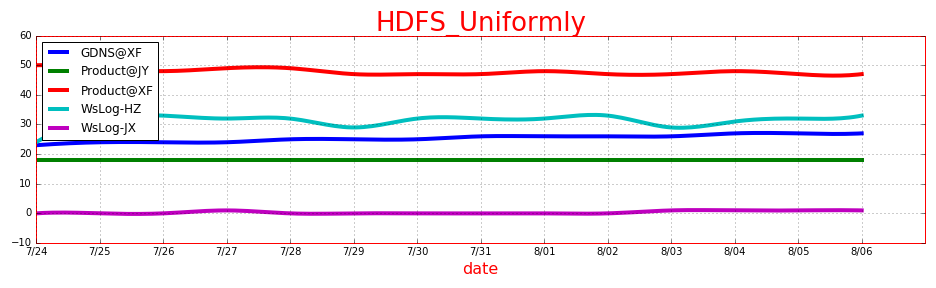 HDFS_Uniformly
60
50
40
30
20
10
0
−10
GDNS@XF
Product@JY
Product@XF
WsLog-HZ
WsLog-JX
7/24 7/25 7/26 7/27 7/28 7/29 7/30 7/31 8/01 8/02 8/03 8/04 8/05 8/06
date